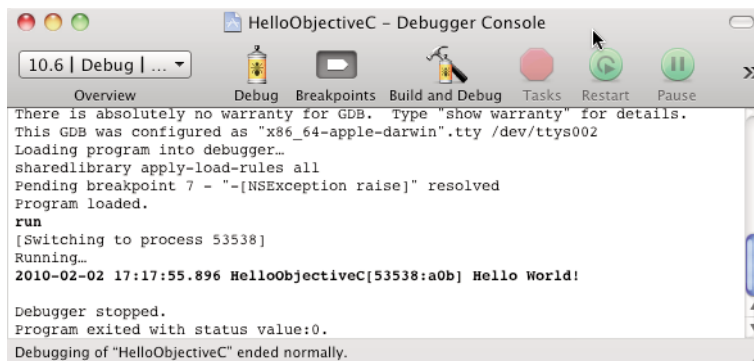 HelloObjectiveC – Debugger Console
10.6 | Debug | ...
Overview Debug Breakpoints Build and Debug Tasks Restart Pause
There is absolutely no warranty for GDB.  Type "show warranty" for details.
This GDB was configured as "x86_64-apple-darwin".tty /dev/ttys002
Loading program into debugger…
sharedlibrary apply-load-rules all
Pending breakpoint 7 - "-[NSException raise]" resolved
Program loaded.
run
[Switching to process 53538]
Running…
2010-02-02 17:17:55.896 HelloObjectiveC[53538:a0b] Hello World!
Debugger stopped.
Program exited with status value:0.
Debugging of “HelloObjectiveC” ended normally.